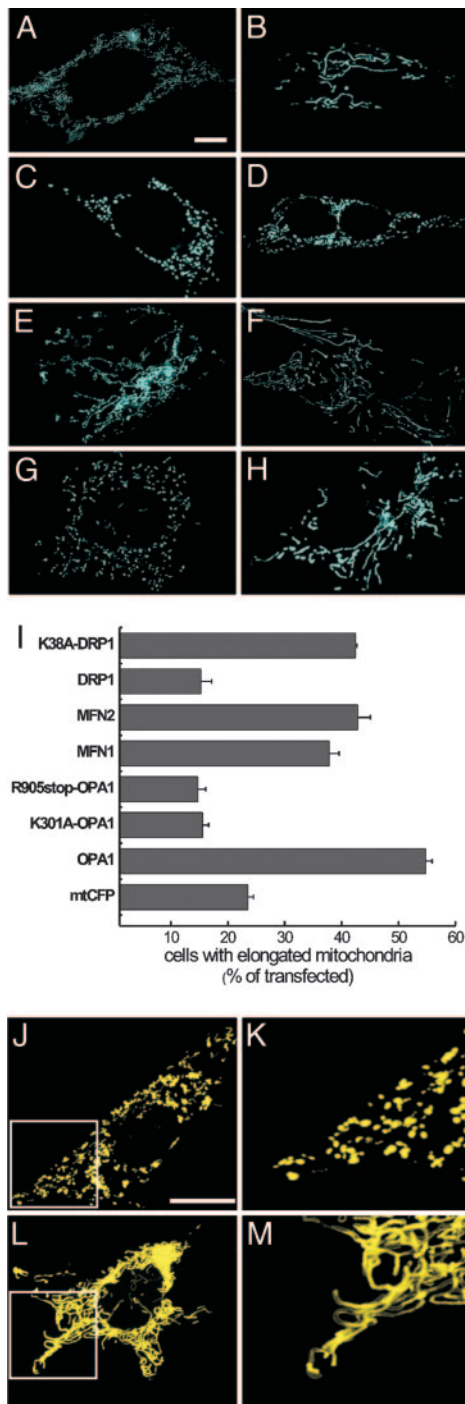 A
B
C
D
E
F
G
H
I
K38A-DRP1
DRP1
MFN2
MFN1
R905stop-OPA1
K301A-OPA1
OPA1
mtCFP
10 20 30 40 50 60
cells with elongated mitochondria
(% of transfected)
J
K
L
M